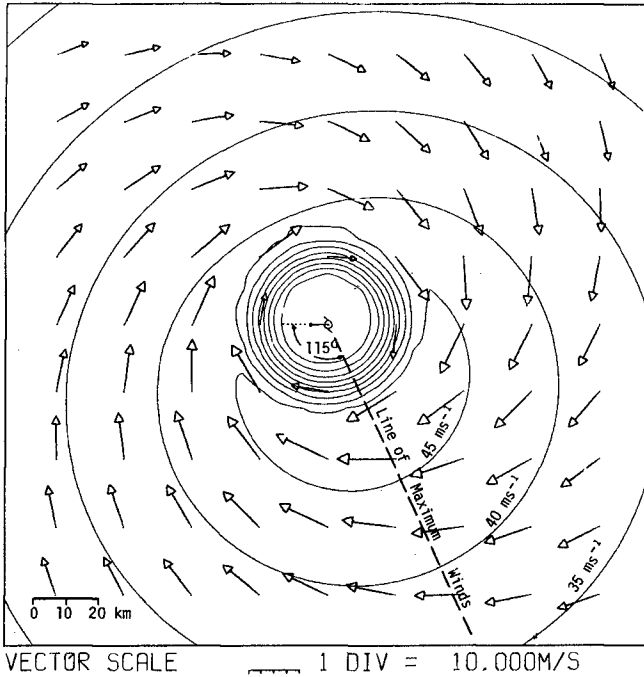 115°
Line of Maximum Winds
45 ms⁻¹
40 ms⁻¹
35 ms⁻¹
0 10 20 km
VECTOR SCALE 1 DIV = 10.000M/S